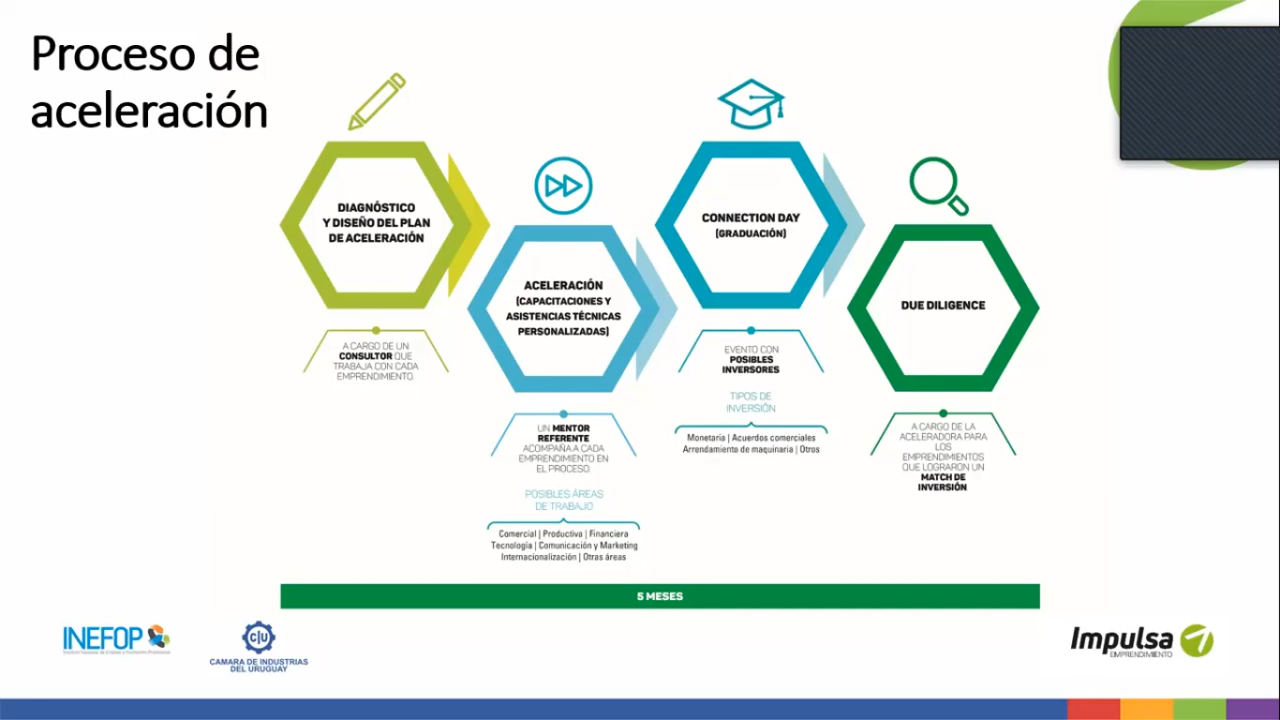 Proceso de
aceleración
DIAGNÓSTICO
Y DISEÑO DEL PLAN
DE ACELERACIÓN
A CARGO DE UN
CONSULTOR QUE
TRABAJA CON CADA
EMPRENDIMIENTO.
ACELERACIÓN
(CAPACITACIONES Y
ASISTENCIAS TÉCNICAS
PERSONALIZADAS)
UN MENTOR
REFERENTE
ACOMPAÑA A CADA
EMPRENDIMIENTO EN
EL PROCESO.
POSIBLES ÁREAS
DE TRABAJO
Comercial | Productiva | Financiera
Tecnología | Comunicación y Marketing
Internacionalización | Otras áreas
CONNECTION DAY
(GRADUACIÓN)
EVENTO CON
POSIBLES
INVERSORES
TIPOS DE
INVERSIÓN
Monetaria | Acuerdos comerciales
Arrendamiento de maquinaria | Otros
DUE DILIGENCE
A CARGO DE LA
ACELERADORA PARA
LOS
EMPRENDIMIENTOS
QUE LOGRARON UN
MATCH DE
INVERSIÓN
5 MESES
INEFOP
CIU
CAMARA DE INDUSTRIAS
DEL URUGUAY
Impulsa
EMPRENDIMIENTO